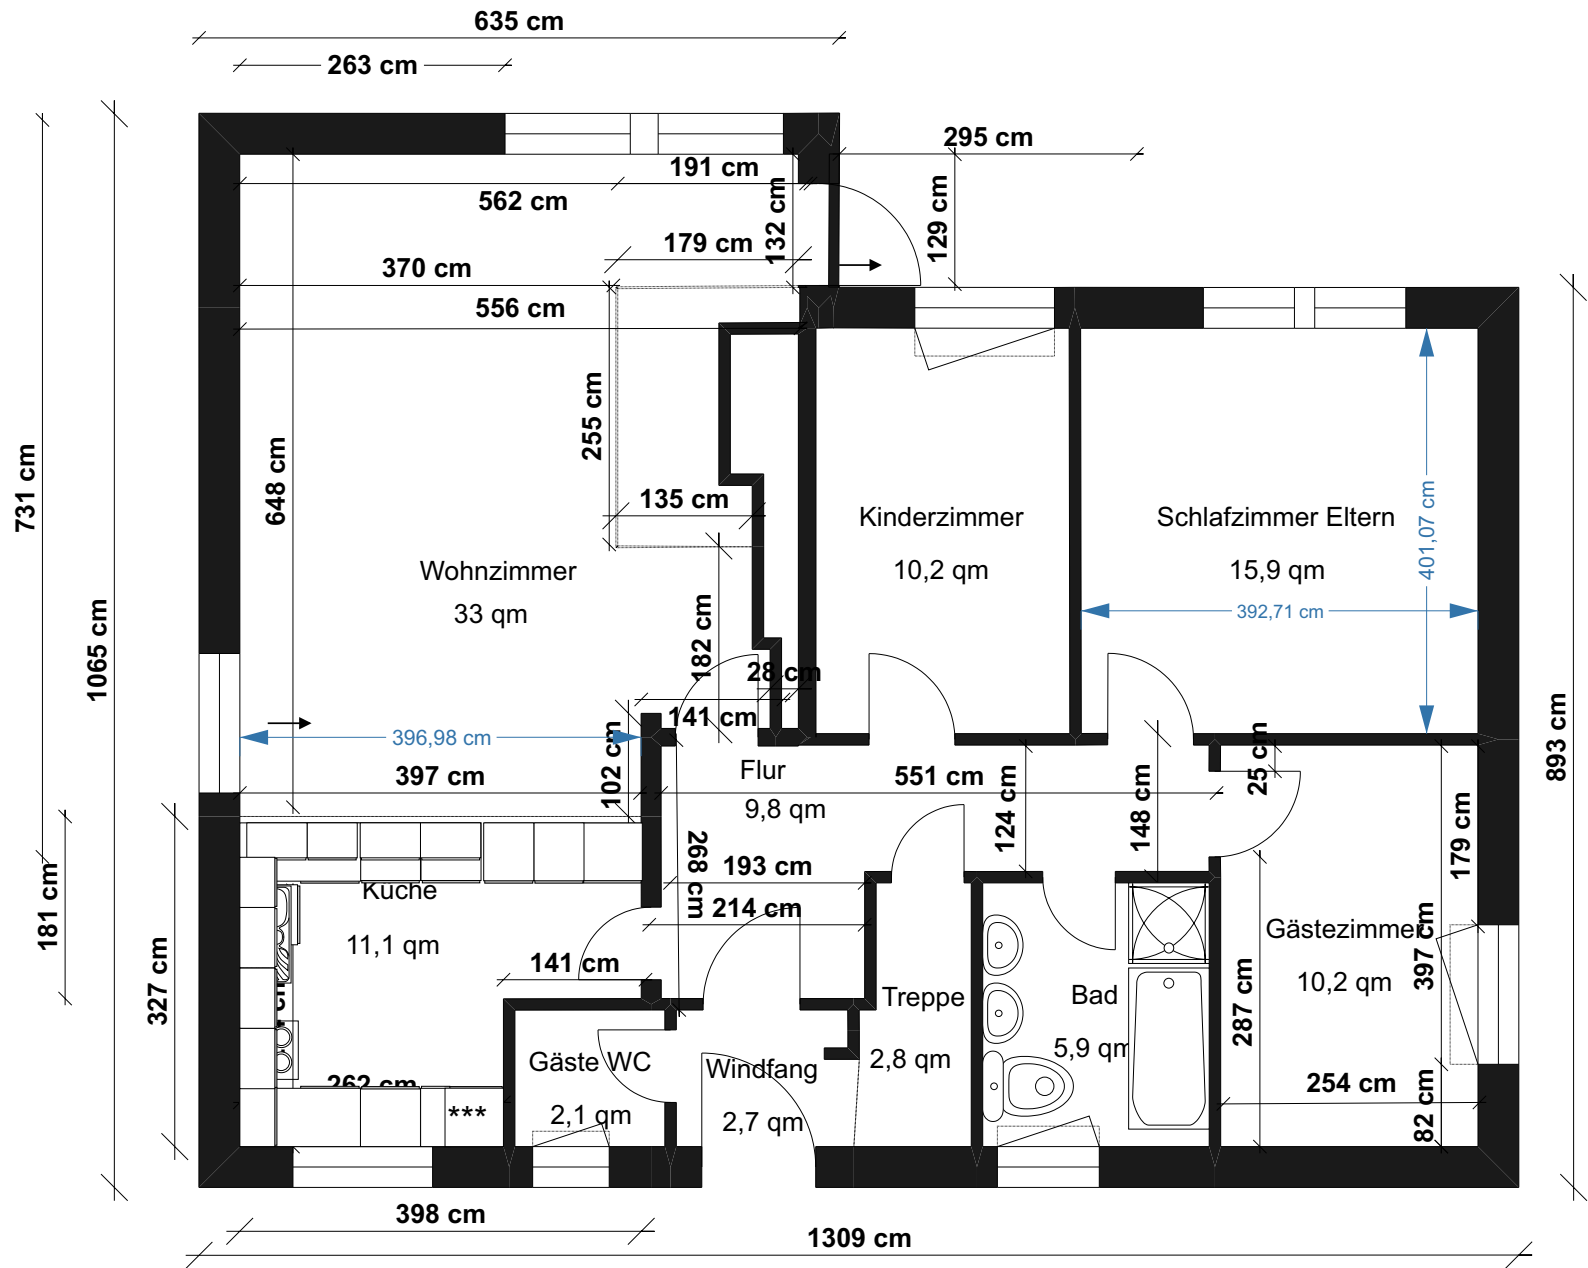 635 cm
263 cm
295 cm
191 cm
562 cm
132 cm
129 cm
179 cm
370 cm
556 cm
255 cm
648 cm
731 cm
1065 cm
135 cm
Kinderzimmer
10,2 qm
Schlafzimmer Eltern
15,9 qm
401,07 cm
392,71 cm
Wohnzimmer
33 qm
182 cm
28 cm
141 cm
396,98 cm
397 cm
102 cm
Flur
9,8 qm
551 cm
124 cm
148 cm
25 cm
179 cm
893 cm
268 cm
193 cm
214 cm
181 cm
327 cm
Küche
11,1 qm
141 cm
Gästezimmer
10,2 qm
397 cm
287 cm
254 cm
82 cm
Treppe
2,8 qm
Bad
5,9 qm
262 cm
***
Gäste WC
2,1 qm
Windfang
2,7 qm
398 cm
1309 cm